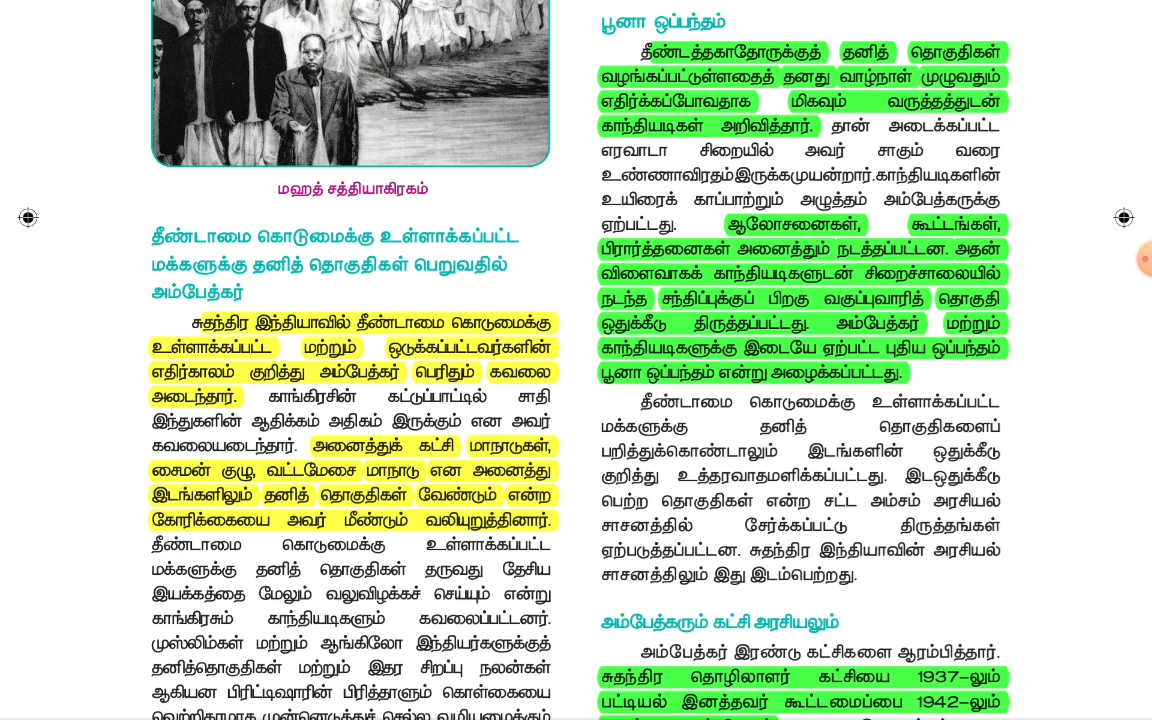 மஹத் சத்தியாகிரகம்
தீண்டாமை கொடுமைக்கு உள்ளாக்கப்பட்ட
மக்களுக்கு தனித் தொகுதிகள் பெறுவதில்
அம்பேத்கர்
சுதந்திர இந்தியாவில் தீண்டாமை கொடுமைக்கு
உள்ளாக்கப்பட்ட மற்றும் ஒடுக்கப்பட்டவர்களின்
எதிர்காலம் குறித்து அம்பேத்கர் பெரிதும் கவலை
அடைந்தார். காங்கிரசின் கட்டுப்பாட்டில் சாதி
இந்துகளின் ஆதிக்கம் அதிகம் இருக்கும் என அவர்
கவலையடைந்தார். அனைத்துக் கட்சி மாநாடுகள்,
சைமன் குழு, வட்டமேசை மாநாடு என அனைத்து
இடங்களிலும் தனித் தொகுதிகள் வேண்டும் என்ற
கோரிக்கையை அவர் மீண்டும் வலியுறுத்தினார்.
தீண்டாமை கொடுமைக்கு உள்ளாக்கப்பட்ட
மக்களுக்கு தனித் தொகுதிகள் தருவது தேசிய
இயக்கத்தை மேலும் வலுவிழக்கச் செய்யும் என்று
காங்கிரசும் காந்தியடிகளும் கவலைப்பட்டனர்.
முஸ்லிம்கள் மற்றும் ஆங்கிலோ இந்தியர்களுக்குத்
தனித்தொகுதிகள் மற்றும் இதர சிறப்பு நலன்கள்
ஆகியன பிரிட்டிஷாரின் பிரித்தாளும் கொள்கையை
வெற்றிகரமாக முன்னெடுத்துச் செல்ல வழியமைக்கும்
பூனா ஒப்பந்தம்
தீண்டத்தகாதோருக்குத் தனித் தொகுதிகள்
வழங்கப்பட்டுள்ளதைத் தனது வாழ்நாள் முழுவதும்
எதிர்க்கப்போவதாக மிகவும் வருத்தத்துடன்
காந்தியடிகள் அறிவித்தார். தான் அடைக்கப்பட்ட
எரவாடா சிறையில் அவர் சாகும் வரை
உண்ணாவிரதம்இருக்கமுயன்றார்.காந்தியடிகளின்
உயிரைக் காப்பாற்றும் அழுத்தம் அம்பேத்கருக்கு
ஏற்பட்டது. ஆலோசனைகள், கூட்டங்கள்,
பிரார்த்தனைகள் அனைத்தும் நடத்தப்பட்டன. அதன்
விளைவாகக் காந்தியடிகளுடன் சிறைச்சாலையில்
நடந்த சந்திப்புக்குப் பிறகு வகுப்புவாரித் தொகுதி
ஒதுக்கீடு திருத்தப்பட்டது. அம்பேத்கர் மற்றும்
காந்தியடிகளுக்கு இடையே ஏற்பட்ட புதிய ஒப்பந்தம்
பூனா ஒப்பந்தம் என்று அழைக்கப்பட்டது.
தீண்டாமை கொடுமைக்கு உள்ளாக்கப்பட்ட
மக்களுக்கு தனித் தொகுதிகளைப்
பறித்துக்கொண்டாலும் இடங்களின் ஒதுக்கீடு
குறித்து உத்தரவாதமளிக்கப்பட்டது. இடஒதுக்கீடு
பெற்ற தொகுதிகள் என்ற சட்ட அம்சம் அரசியல்
சாசனத்தில் சேர்க்கப்பட்டு திருத்தங்கள்
ஏற்படுத்தப்பட்டன. சுதந்திர இந்தியாவின் அரசியல்
சாசனத்திலும் இது இடம்பெற்றது.
அம்பேத்கரும் கட்சி அரசியலும்
அம்பேத்கர் இரண்டு கட்சிகளை ஆரம்பித்தார்.
சுதந்திர தொழிலாளர் கட்சியை 1937–லும்
பட்டியல் இனத்தவர் கூட்டமைப்பை 1942–லும்